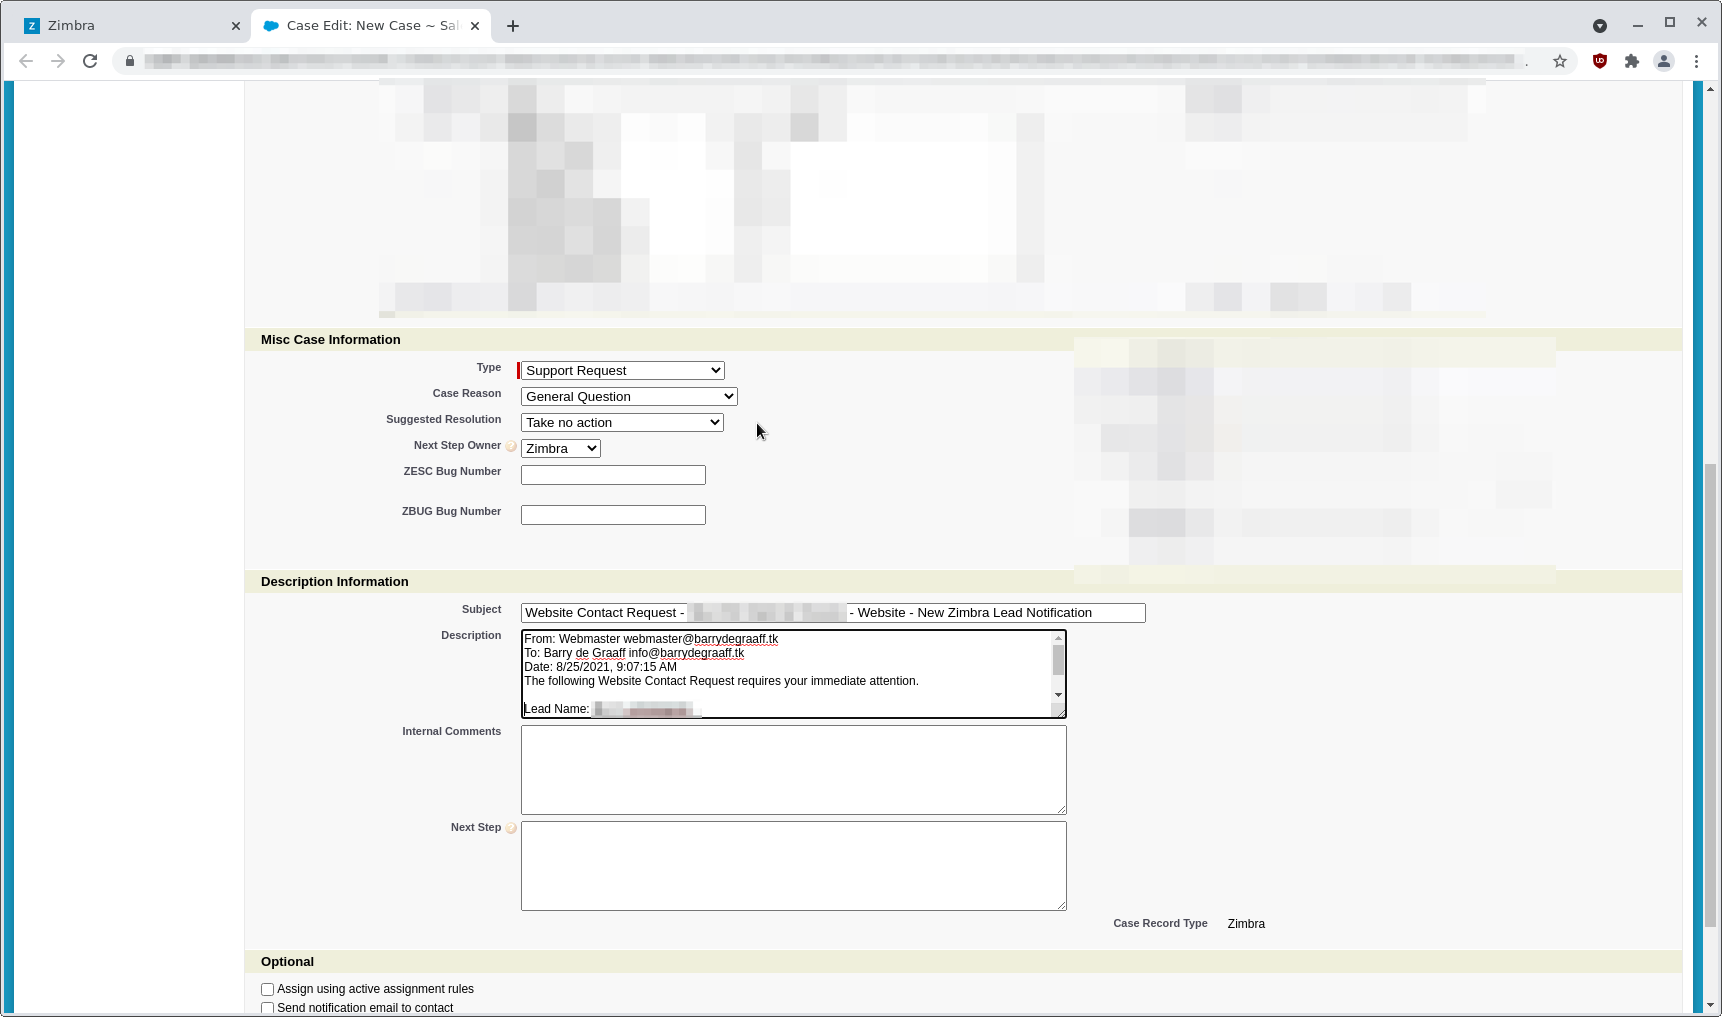 Zimbra
Case Edit: New Case ~ Sal
Misc Case Information
Type Support Request
Case Reason General Question
Suggested Resolution Take no action
Next Step Owner Zimbra
ZESC Bug Number
ZBUG Bug Number
Description Information
Subject Website Contact Request - - Website - New Zimbra Lead Notification
Description From: Webmaster webmaster@barrydegraaff.tk
To: Barry de Graaff info@barrydegraaff.tk
Date: 8/25/2021, 9:07:15 AM
The following Website Contact Request requires your immediate attention.
Lead Name:
Internal Comments
Next Step
Case Record Type Zimbra
Optional
Assign using active assignment rules
Send notification email to contact